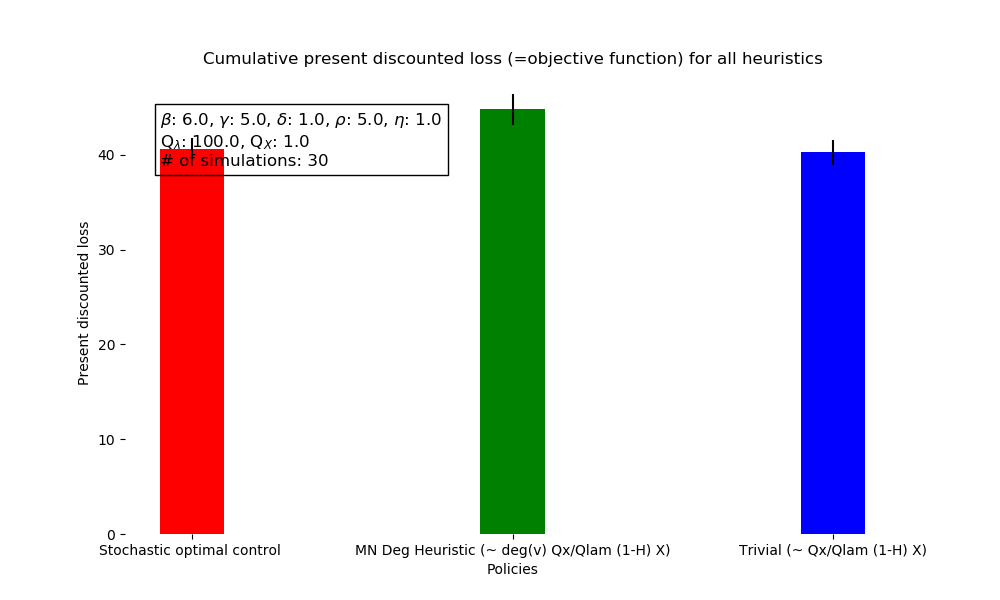 Cumulative present discounted loss (=objective function) for all heuristics
β: 6.0, γ: 5.0, δ: 1.0, ρ: 5.0, η: 1.0
Qλ: 100.0, Qχ: 1.0
# of simulations: 30
Present discounted loss
40
30
20
10
0
Stochastic optimal control
MN Deg Heuristic (~ deg(v) Qx/Qlam (1-H) X)
Trivial (~ Qx/Qlam (1-H) X)
Policies